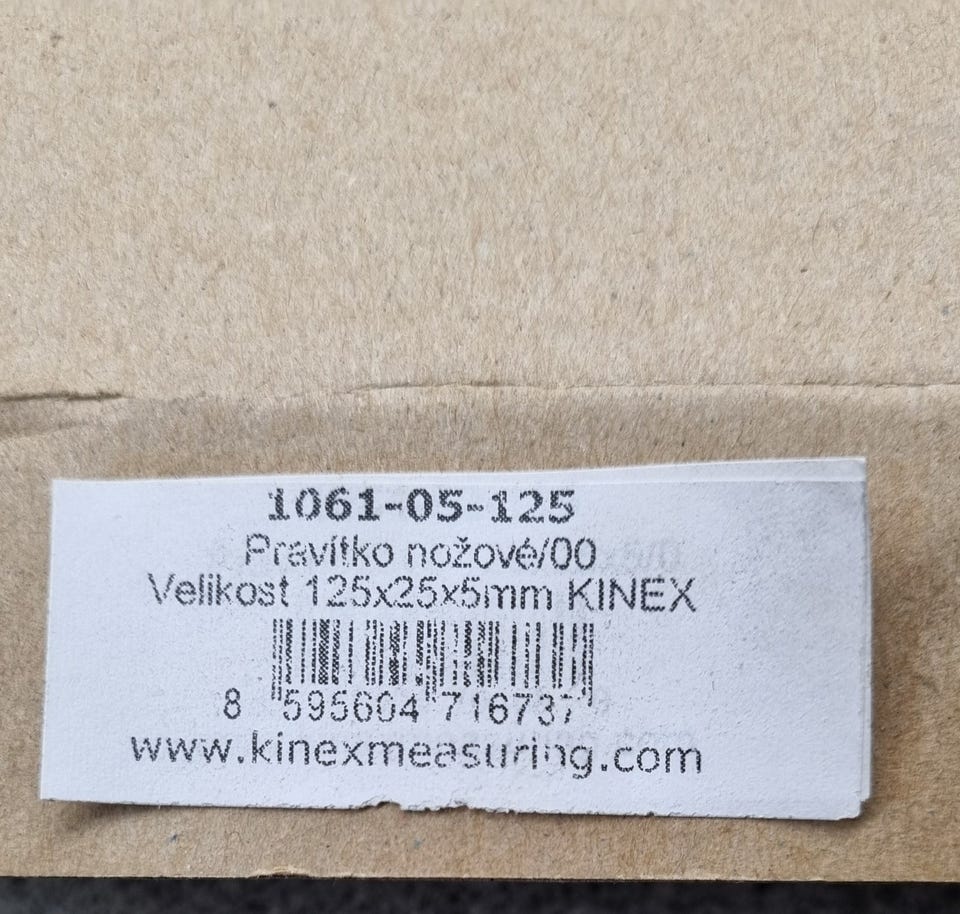 1061-05-125
Pravítko nožové/00
Velikost 125x25x5mm KINEX
8 595604 716737
www.kinexmeasuring.com